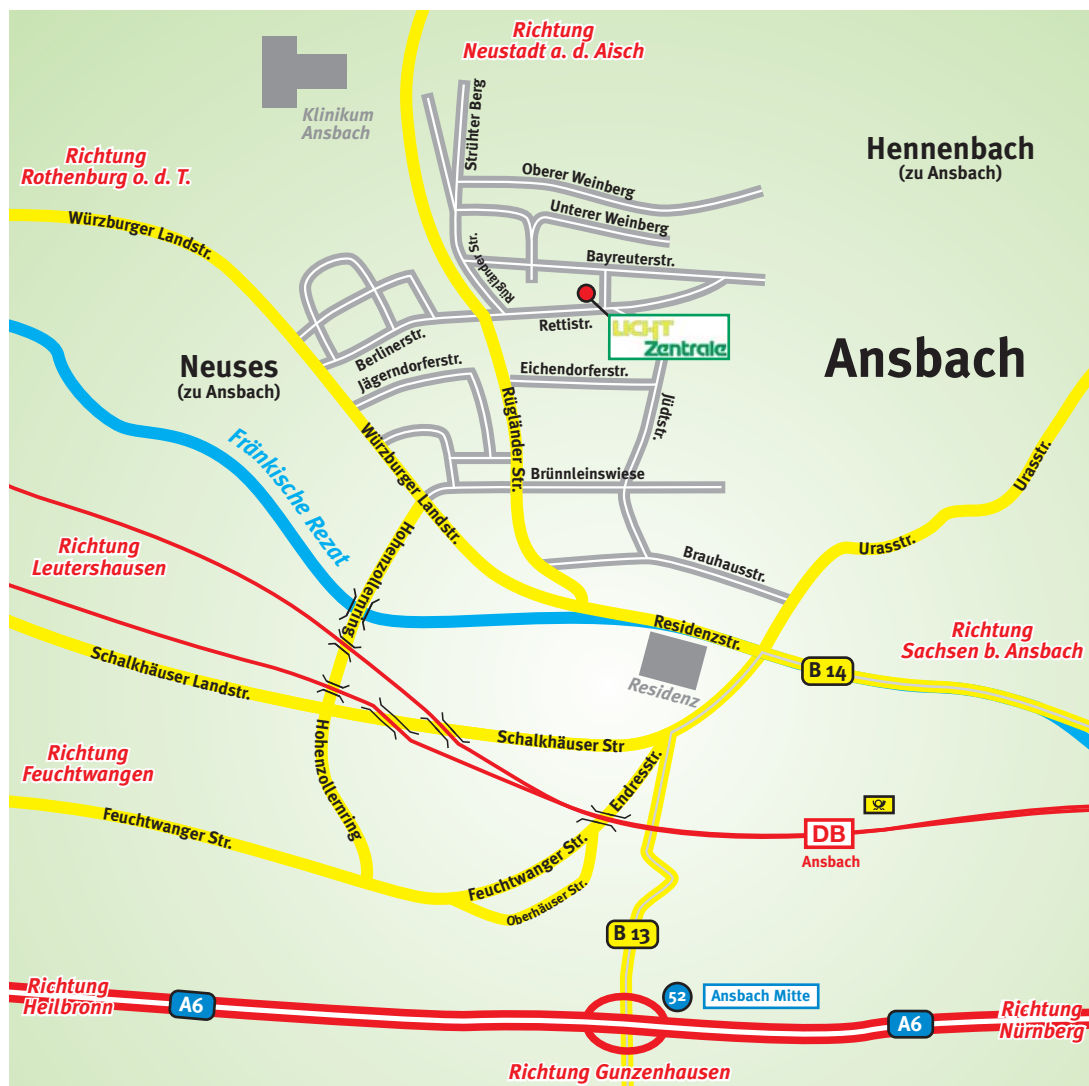 Richtung
Neustadt a. d. Aisch
Klinikum
Ansbach
Strühter Berg
Hennenbach
(zu Ansbach)
Richtung
Rothenburg o. d. T.
Oberer Weinberg
Unterer Weinberg
Würzburger Landstr.
Rügländer Str.
Bayreuterstr.
Rettistr.
LICHT
Zentrale
Berlinerstr.
Jägerndorferstr.
Neuses
(zu Ansbach)
Eichendorferstr.
Ansbach
Jüdtstr.
Rügländer Str.
Fränkische Rezat
Würzburger Landstr.
Brünnleinswiese
Urasstr.
Hohenzollernring
Richtung
Leutershausen
Brauhausstr.
Urasstr.
Residenzstr.
Richtung
Sachsen b. Ansbach
B 14
Residenz
Schalkhäuser Landstr.
Schalkhäuser Str
Hohenzollernring
Richtung
Feuchtwangen
Endresstr.
Feuchtwanger Str.
Feuchtwanger Str.
DB
Ansbach
Oberhäuser Str.
B 13
Richtung
Heilbronn
A6
52
Ansbach Mitte
A6
Richtung
Nürnberg
Richtung Gunzenhausen